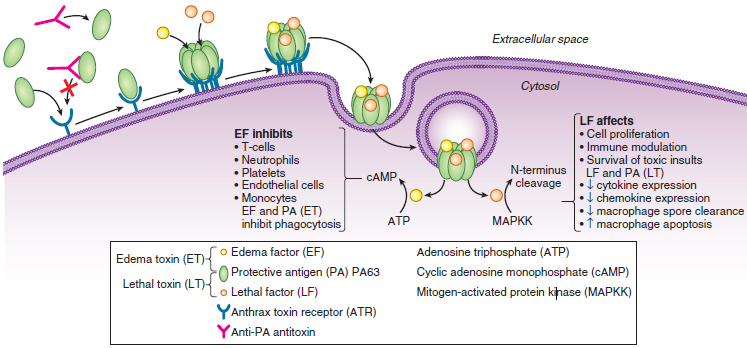 Extracellular space
Cytosol
EF inhibits
• T-cells
• Neutrophils
• Platelets
• Endothelial cells
• Monocytes
EF and PA (ET)
inhibit phagocytosis
cAMP
ATP
N-terminus
cleavage
MAPKK
LF affects
• Cell proliferation
• Immune modulation
• Survival of toxic insults
LF and PA (LT)
• ↓ cytokine expression
• ↓ chemokine expression
• ↓ macrophage spore clearance
• ↑ macrophage apoptosis
Edema toxin (ET)
Lethal toxin (LT)
Edema factor (EF)
Protective antigen (PA) PA63
Lethal factor (LF)
Anthrax toxin receptor (ATR)
Anti-PA antitoxin
Adenosine triphosphate (ATP)
Cyclic adenosine monophosphate (cAMP)
Mitogen-activated protein kinase (MAPKK)